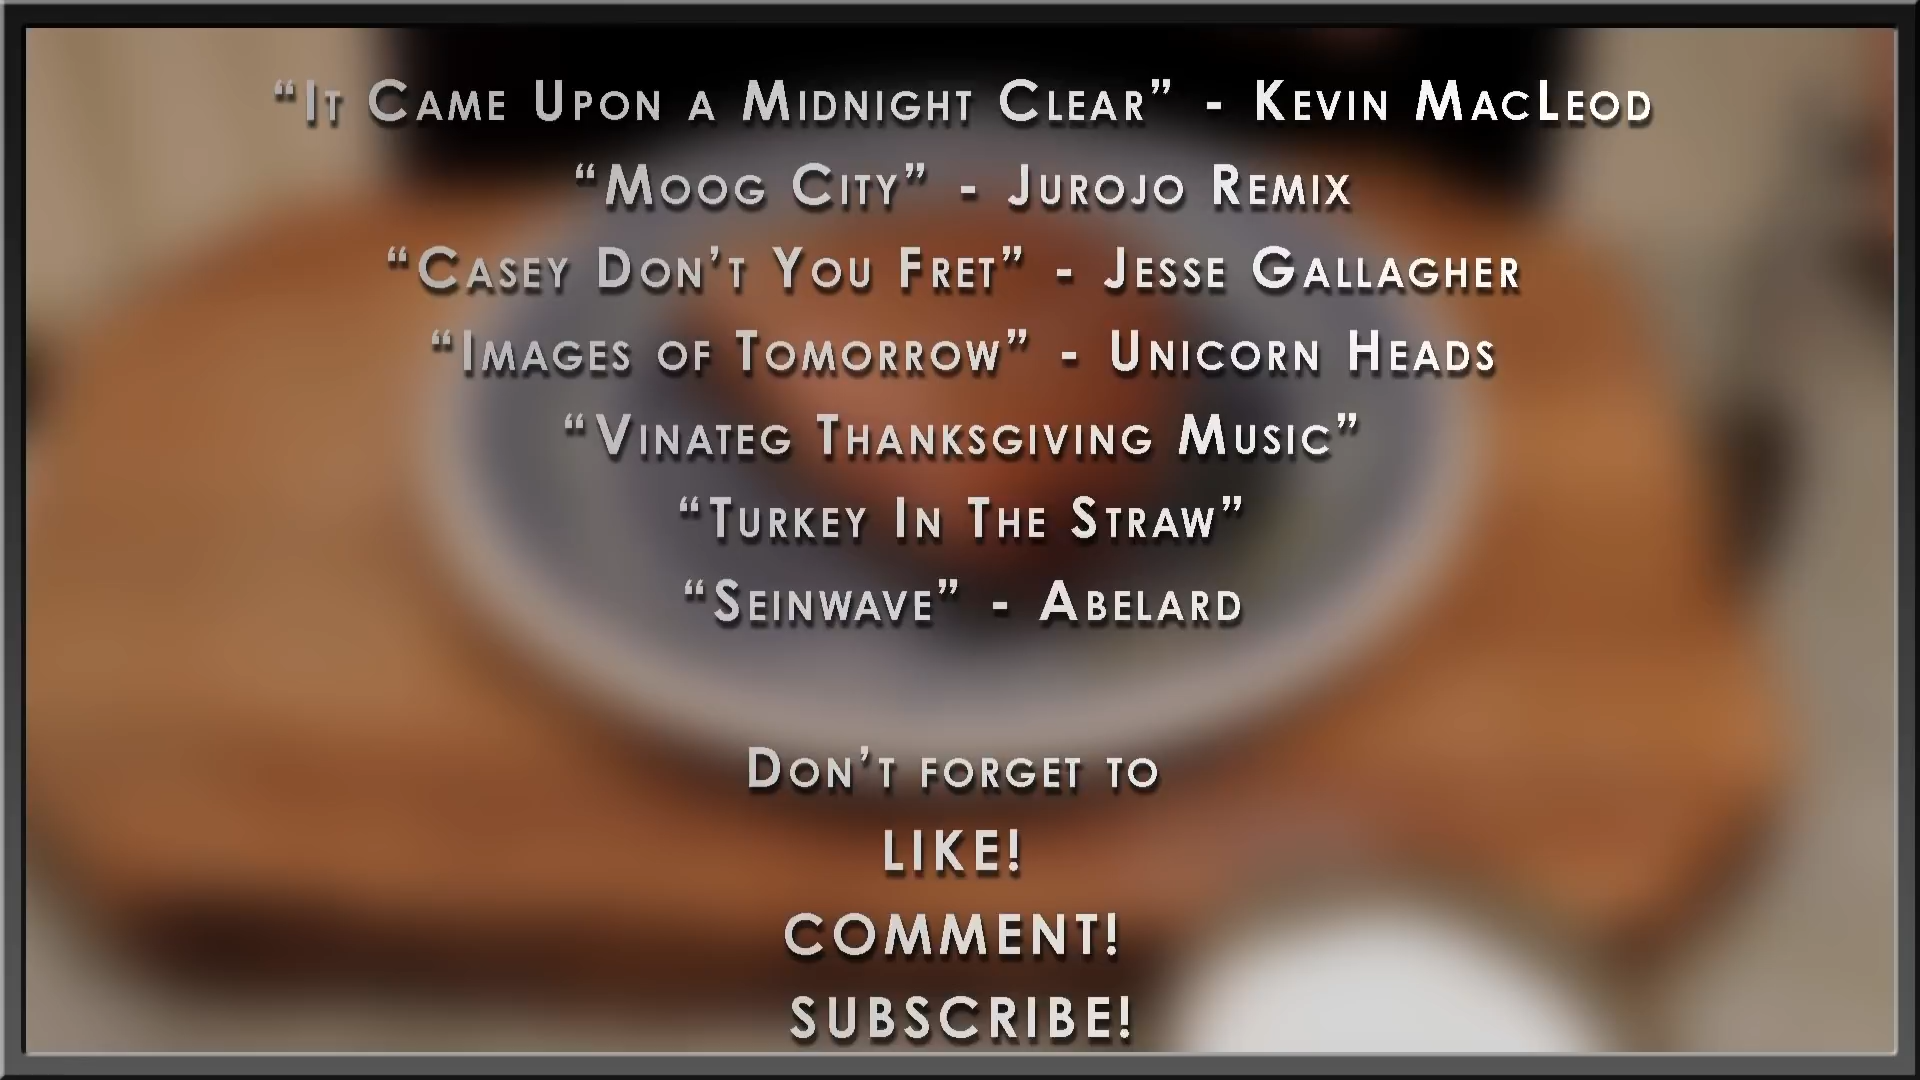 “It Came Upon a Midnight Clear” - Kevin MacLeod
“Moog City” - Jurojo Remix
“Casey Don’t You Fret” - Jesse Gallagher
“Images of Tomorrow” - Unicorn Heads
“Vinateg Thanksgiving Music”
“Turkey In The Straw”
“Seinwave” - Abelard
Don’t forget to
LIKE!
COMMENT!
SUBSCRIBE!